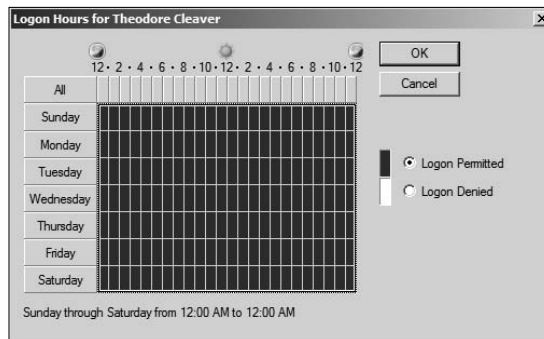 Logon Hours for Theodore Cleaver
OK
12 · 2 · 4 · 6 · 8 · 10 · 12 · 2 · 4 · 6 · 8 · 10 · 12
Cancel
All
Sunday
Monday
Tuesday
Wednesday
Thursday
Friday
Saturday
Logon Permitted
Logon Denied
Sunday through Saturday from 12:00 AM to 12:00 AM